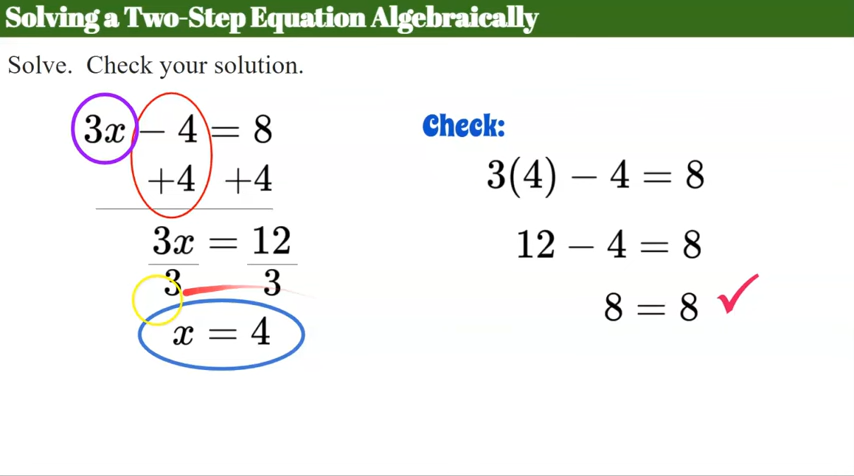 Solving a Two-Step Equation Algebraically
Solve. Check your solution.
3x − 4 = 8
+4 +4
3x = 12
3 3
x = 4
Check:
3(4) − 4 = 8
12 − 4 = 8
8 = 8